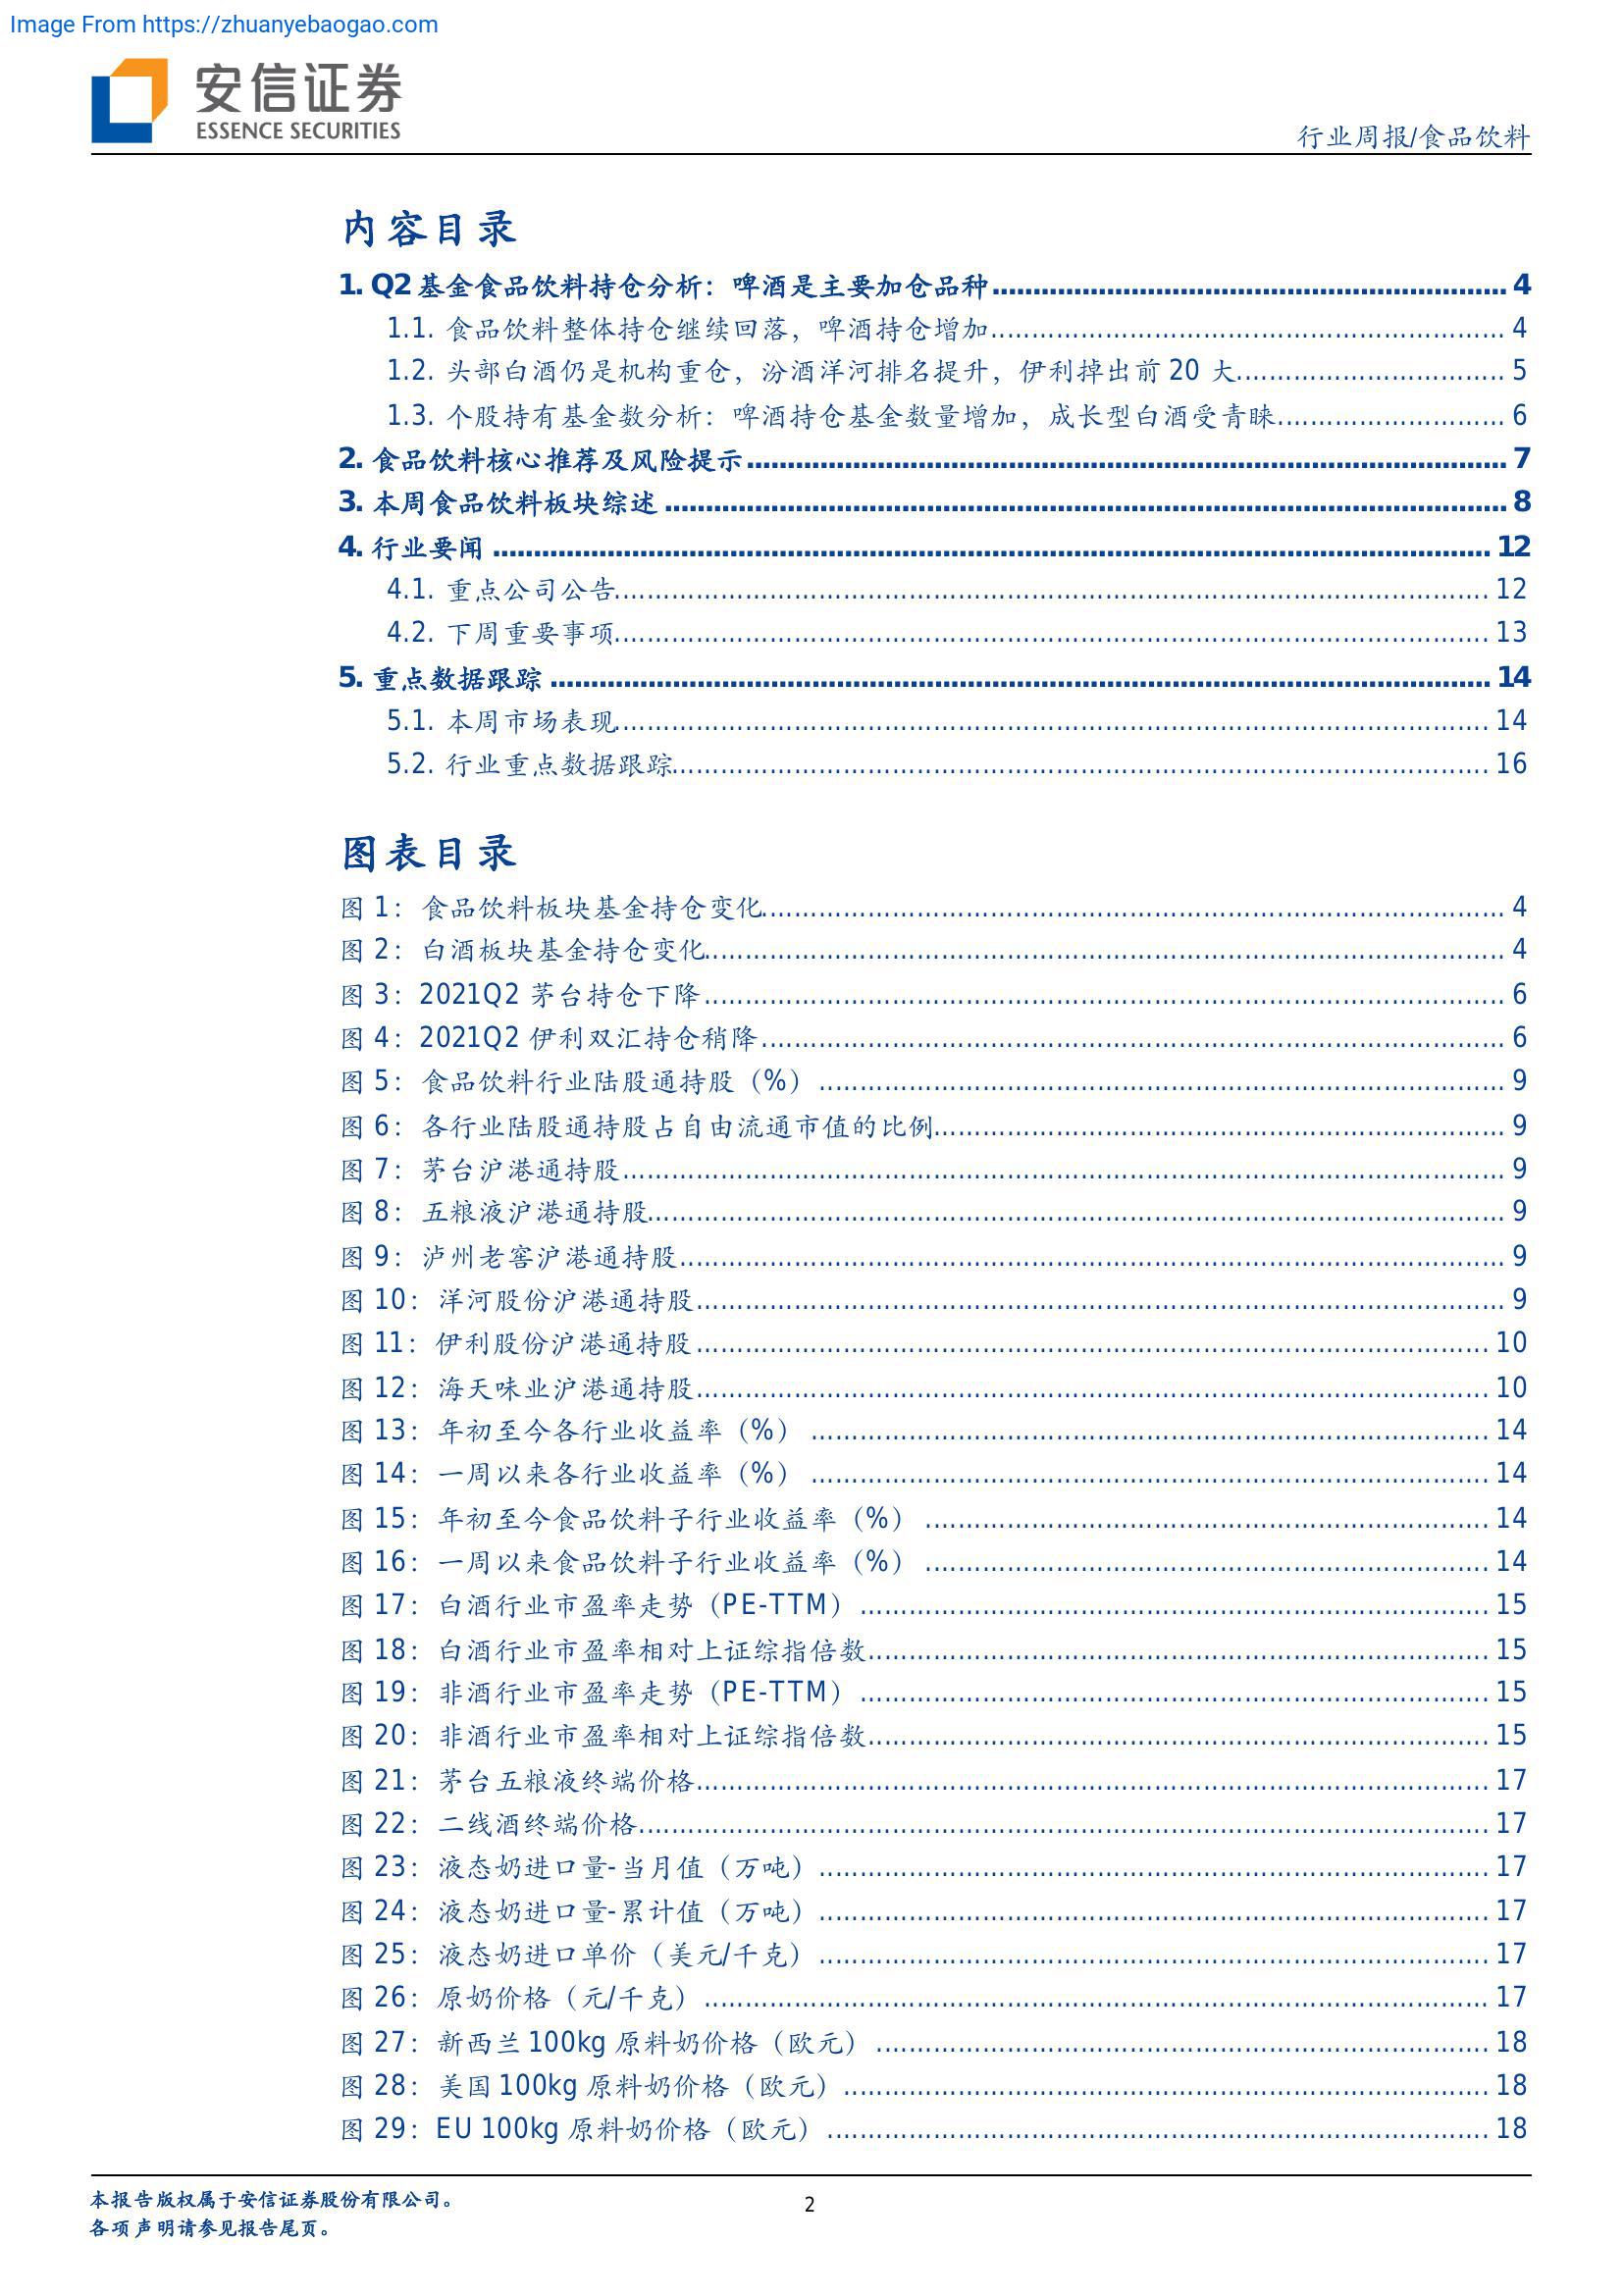 Image From https://zhuanyebaogao.com
安信证券
ESSENCE SECURITIES
行业周报/食品饮料
内容目录
1. Q2 基金食品饮料持仓分析：啤酒是主要加仓品种 4
1.1. 食品饮料整体持仓继续回落，啤酒持仓增加 4
1.2. 头部白酒仍是机构重仓，汾酒洋河排名提升，伊利掉出前 20 大 5
1.3. 个股持有基金数分析：啤酒持仓基金数量增加，成长型白酒受青睐 6
2. 食品饮料核心推荐及风险提示 7
3. 本周食品饮料板块综述 8
4. 行业要闻 12
4.1. 重点公司公告 12
4.2. 下周重要事项 13
5. 重点数据跟踪 14
5.1. 本周市场表现 14
5.2. 行业重点数据跟踪 16
图表目录
图 1：食品饮料板块基金持仓变化 4
图 2：白酒板块基金持仓变化 4
图 3：2021Q2 茅台持仓下降 6
图 4：2021Q2 伊利双汇持仓稍降 6
图 5：食品饮料行业陆股通持股（%） 9
图 6：各行业陆股通持股占自由流通市值的比例 9
图 7：茅台沪港通持股 9
图 8：五粮液沪港通持股 9
图 9：泸州老窖沪港通持股 9
图 10：洋河股份沪港通持股 9
图 11：伊利股份沪港通持股 10
图 12：海天味业沪港通持股 10
图 13：年初至今各行业收益率（%） 14
图 14：一周以来各行业收益率（%） 14
图 15：年初至今食品饮料子行业收益率（%） 14
图 16：一周以来食品饮料子行业收益率（%） 14
图 17：白酒行业市盈率走势（PE-TTM） 15
图 18：白酒行业市盈率相对上证综指倍数 15
图 19：非酒行业市盈率走势（PE-TTM） 15
图 20：非酒行业市盈率相对上证综指倍数 15
图 21：茅台五粮液终端价格 17
图 22：二线酒终端价格 17
图 23：液态奶进口量-当月值（万吨） 17
图 24：液态奶进口量-累计值（万吨） 17
图 25：液态奶进口单价（美元/千克） 17
图 26：原奶价格（元/千克） 17
图 27：新西兰 100kg 原料奶价格（欧元） 18
图 28：美国 100kg 原料奶价格（欧元） 18
图 29：EU 100kg 原料奶价格（欧元） 18
本报告版权属于安信证券股份有限公司。
各项声明请参见报告尾页。
2